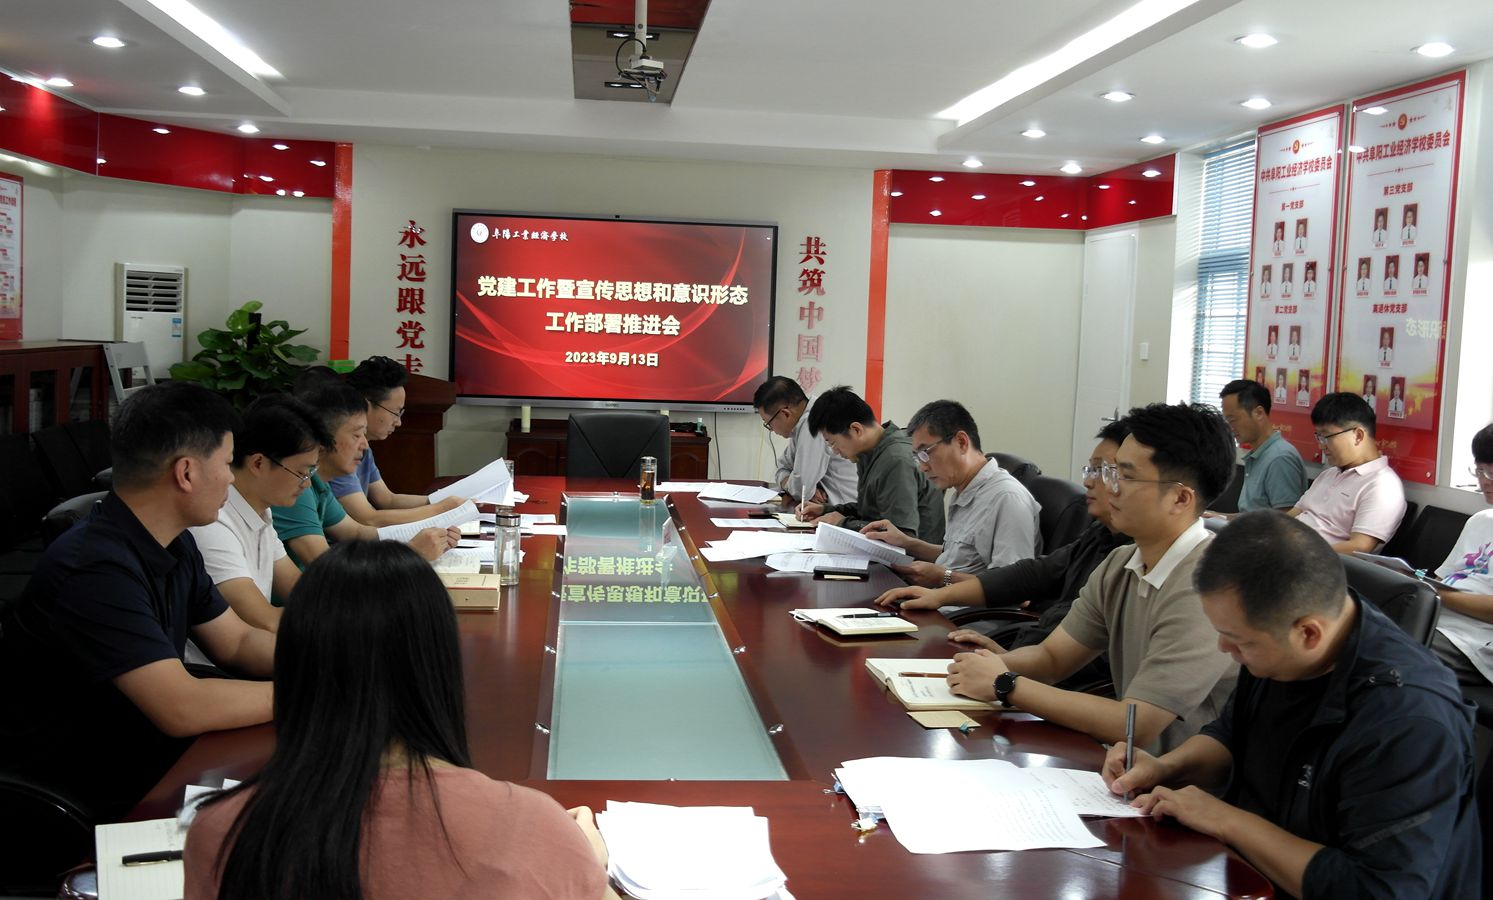 永远跟党走
阜阳工业经济学校
党建工作暨宣传思想和意识形态
工作部署推进会
2023年9月13日
共筑中国梦
中共阜阳工业经济学校委员会
第一党支部
第二党支部
中共阜阳工业经济学校委员会
第三党支部
离退休党支部
识形态